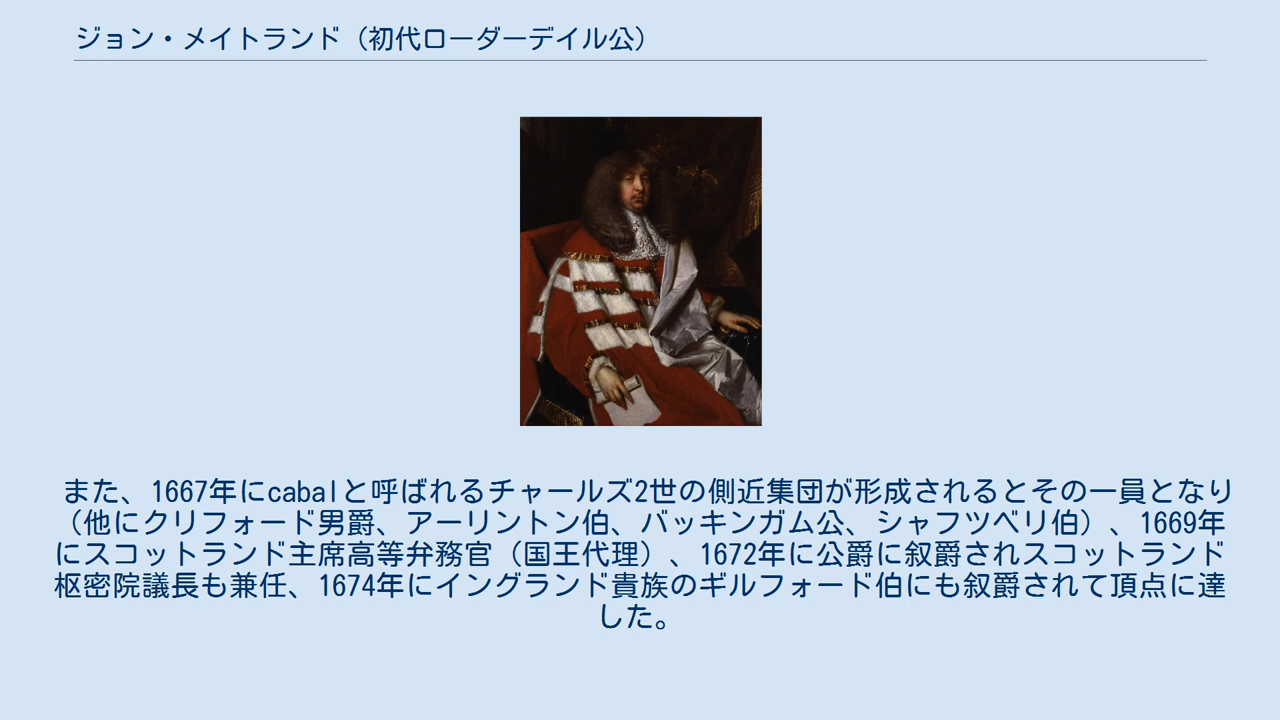 ジョン・メイトランド（初代ローダーデイル公）
また、1667年にcabalと呼ばれるチャールズ2世の側近集団が形成されるとその一員となり
（他にクリフォード男爵、アーリントン伯、バッキンガム公、シャフツベリ伯）、1669年
にスコットランド主席高等弁務官（国王代理）、1672年に公爵に叙爵されスコットランド
枢密院議長も兼任、1674年にイングランド貴族のギルフォード伯にも叙爵されて頂点に達
した。